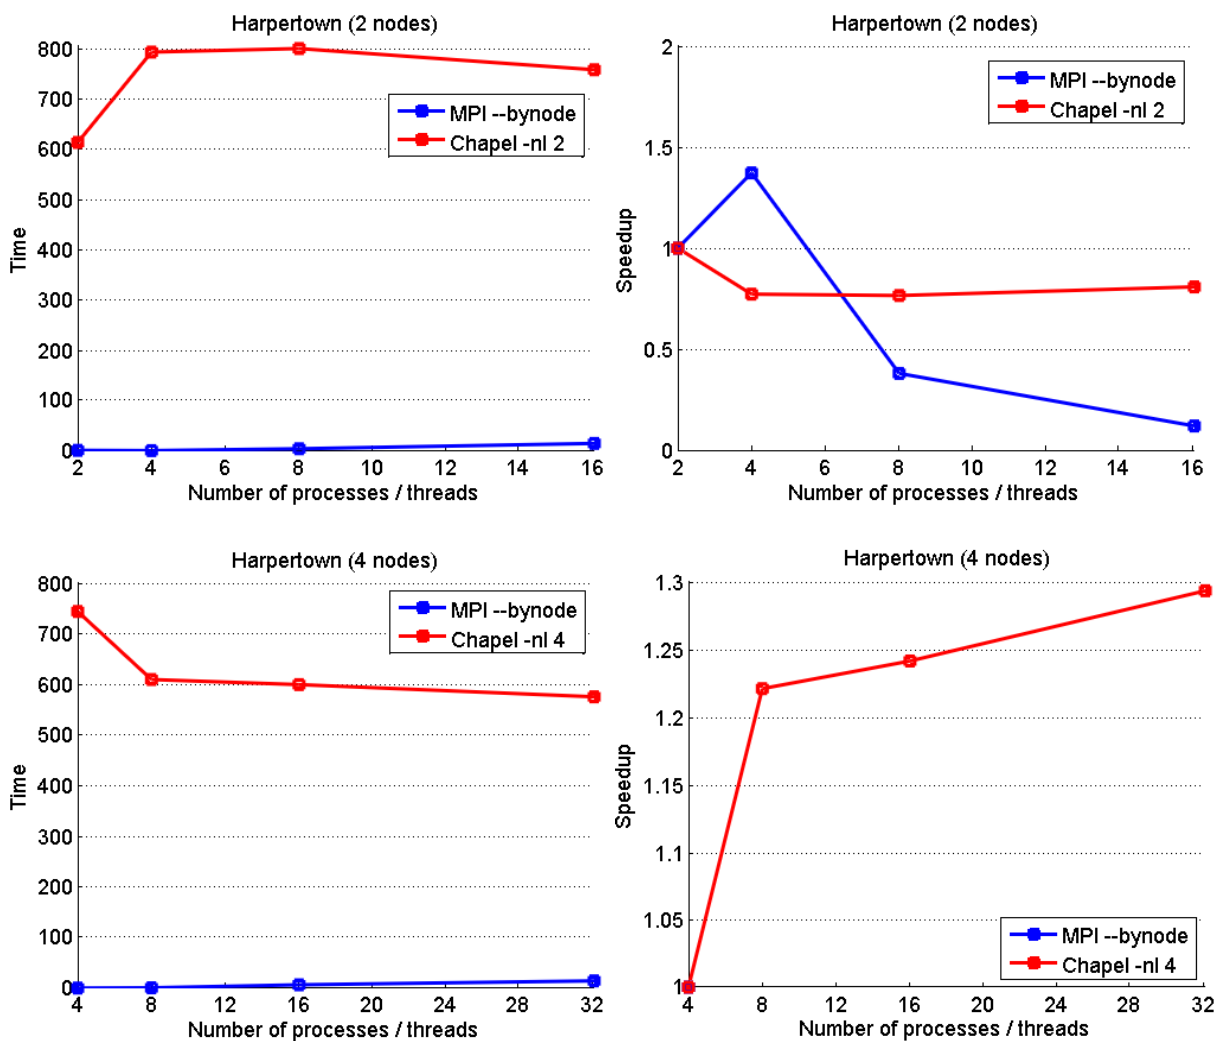 Harpertown (2 nodes)
800
700
600
500
400
300
200
100
0
Time
MPI --bynode
Chapel -nl 2
2 4 6 8 10 12 14 16
Number of processes / threads
Harpertown (2 nodes)
2
1.5
1
0.5
0
Speedup
MPI --bynode
Chapel -nl 2
2 4 6 8 10 12 14 16
Number of processes / threads
Harpertown (4 nodes)
800
700
600
500
400
300
200
100
0
Time
MPI --bynode
Chapel -nl 4
4 8 12 16 20 24 28 32
Number of processes / threads
Harpertown (4 nodes)
1.3
1.25
1.2
1.15
1.1
1.05
1
Speedup
MPI --bynode
Chapel -nl 4
4 8 12 16 20 24 28 32
Number of processes / threads